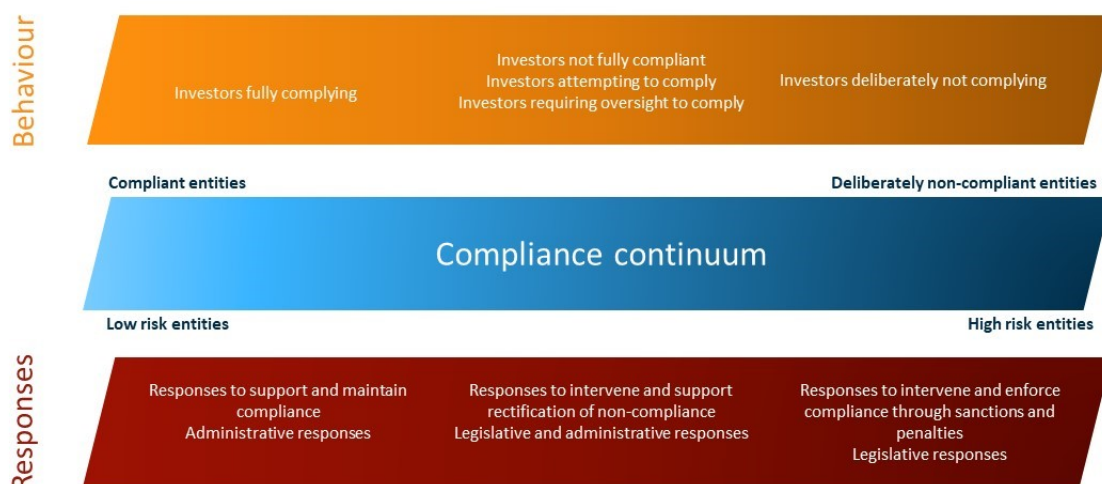 Behaviour
Investors fully complying
Investors not fully compliant
Investors attempting to comply
Investors requiring oversight to comply
Investors deliberately not complying
Compliant entities
Deliberately non-compliant entities
Compliance continuum
Low risk entities
High risk entities
Responses
Responses to support and maintain
compliance
Administrative responses
Responses to intervene and support
rectification of non-compliance
Legislative and administrative responses
Responses to intervene and enforce
compliance through sanctions and
penalties
Legislative responses